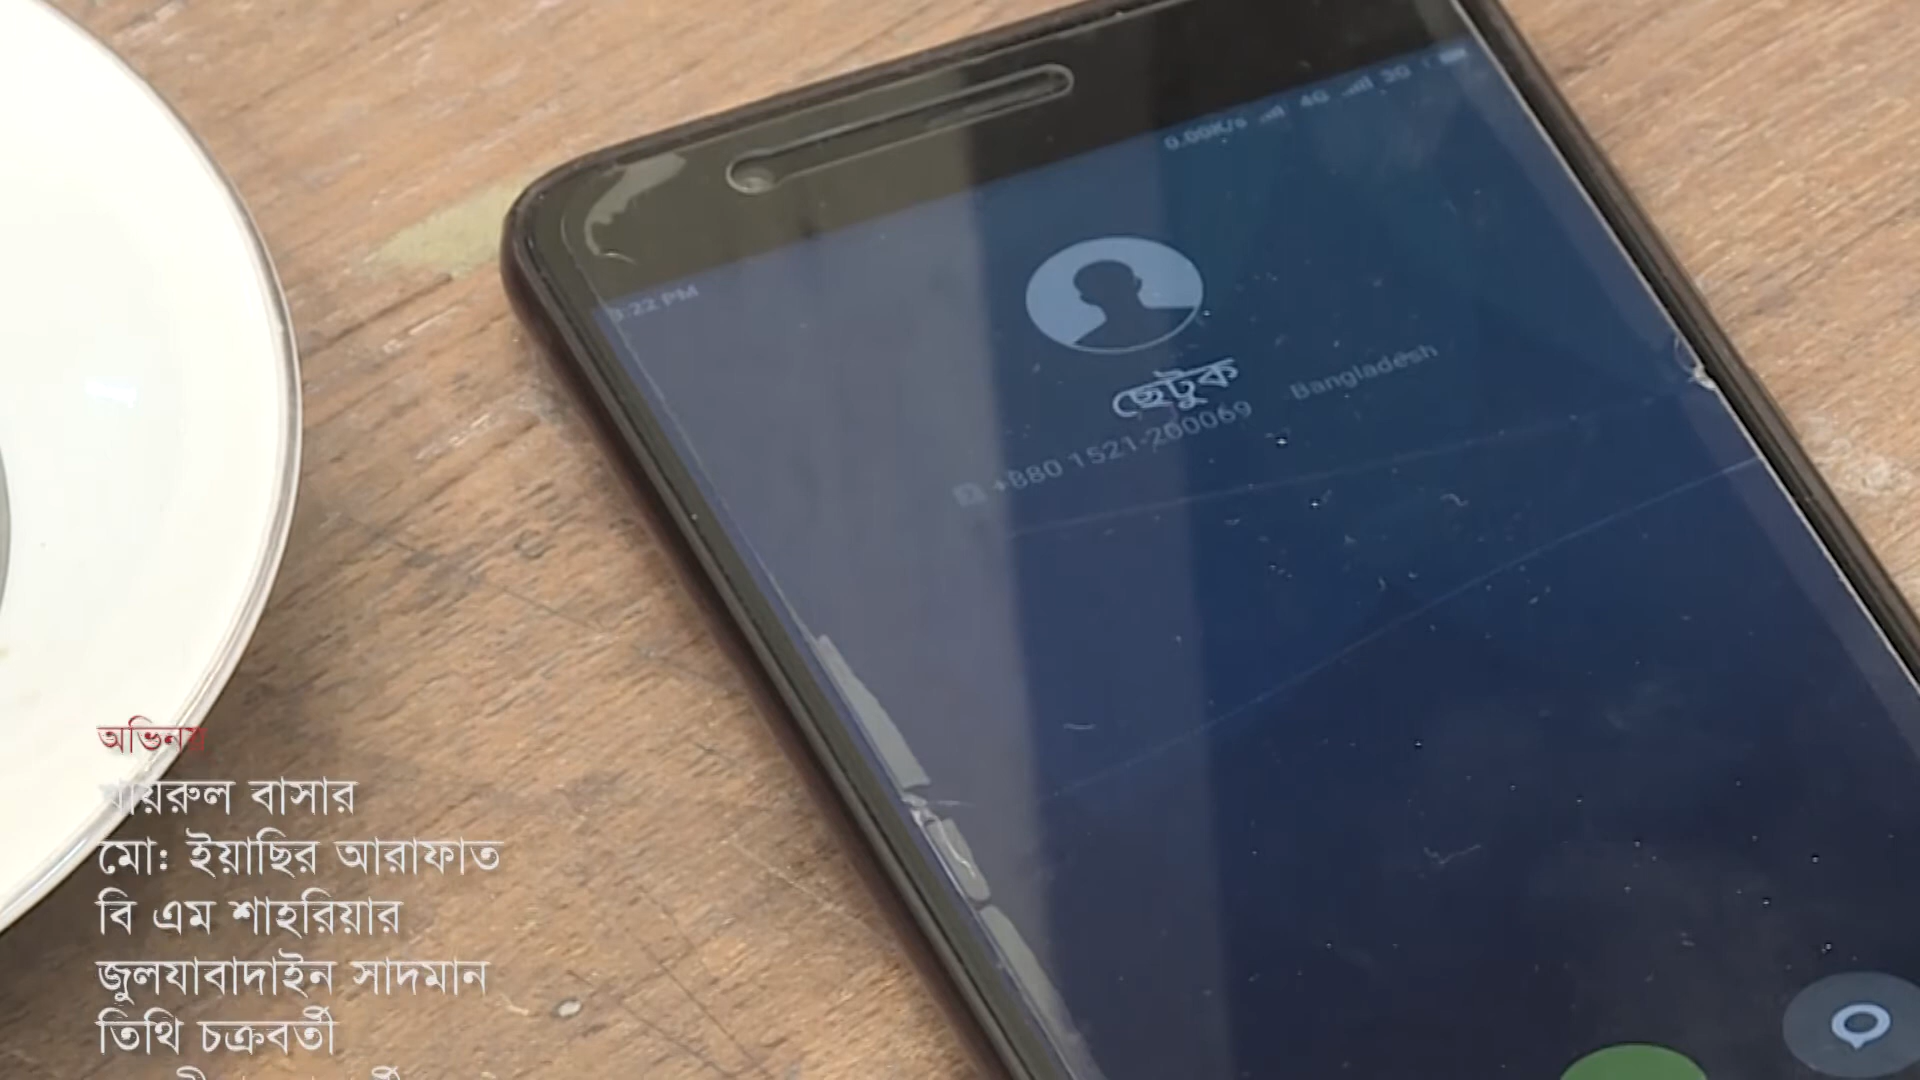 0.00K/s 4G 3G
:22 PM
ছোটুক
+880 1521-200069 Bangladesh
অভিনয়
খায়রুল বাসার
মো: ইয়াছির আরাফাত
বি এম শাহরিয়ার
জুলযাবাদাইন সাদমান
তিথি চক্রবর্তী